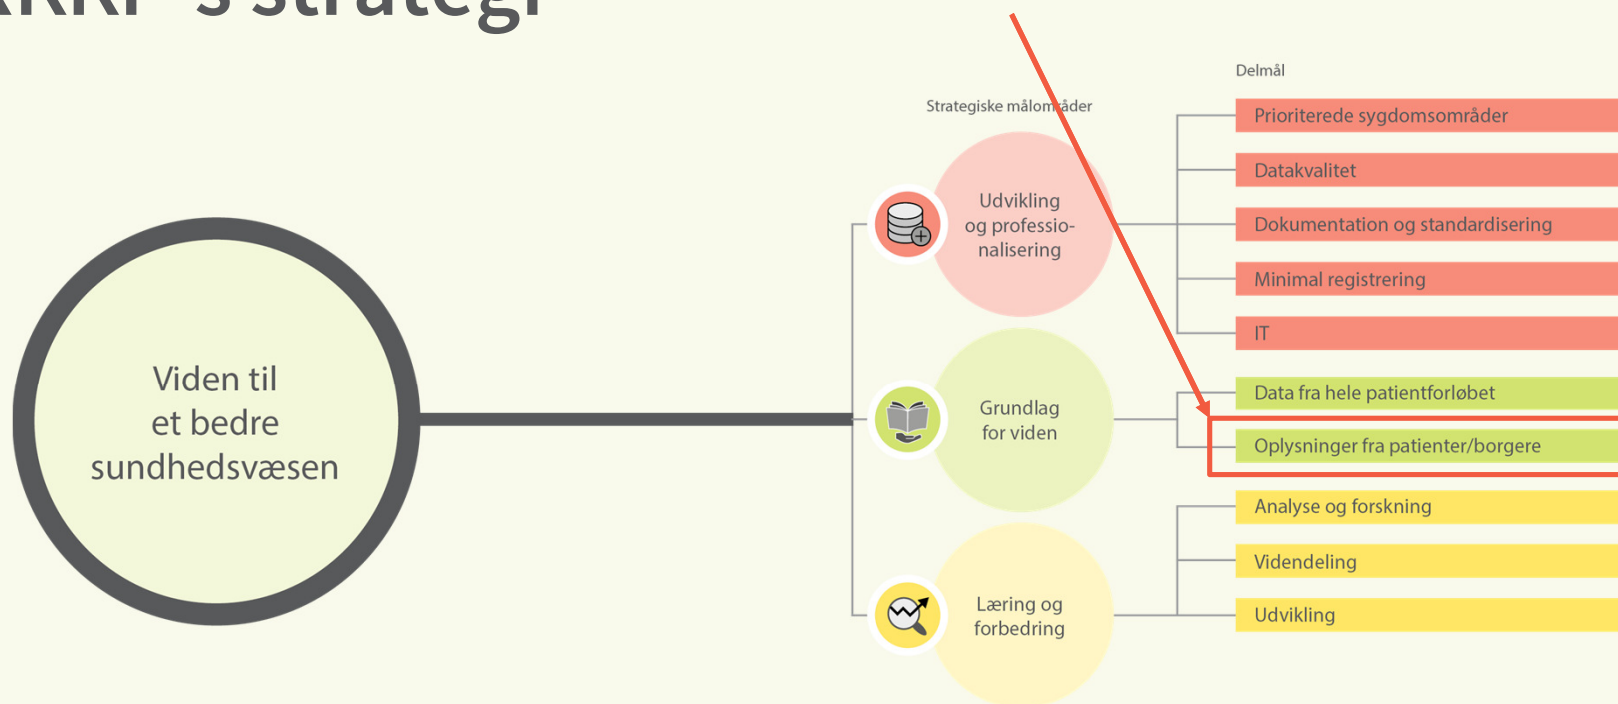 s strategi
Viden til
et bedre
sundhedsvæsen
Strategiske målområder
Udvikling
og professio-
nalisering
Grundlag
for viden
Læring og
forbedring
Delmål
Prioriterede sygdomsområder
Datakvalitet
Dokumentation og standardisering
Minimal registrering
IT
Data fra hele patientforløbet
Oplysninger fra patienter/borgere
Analyse og forskning
Videndeling
Udvikling